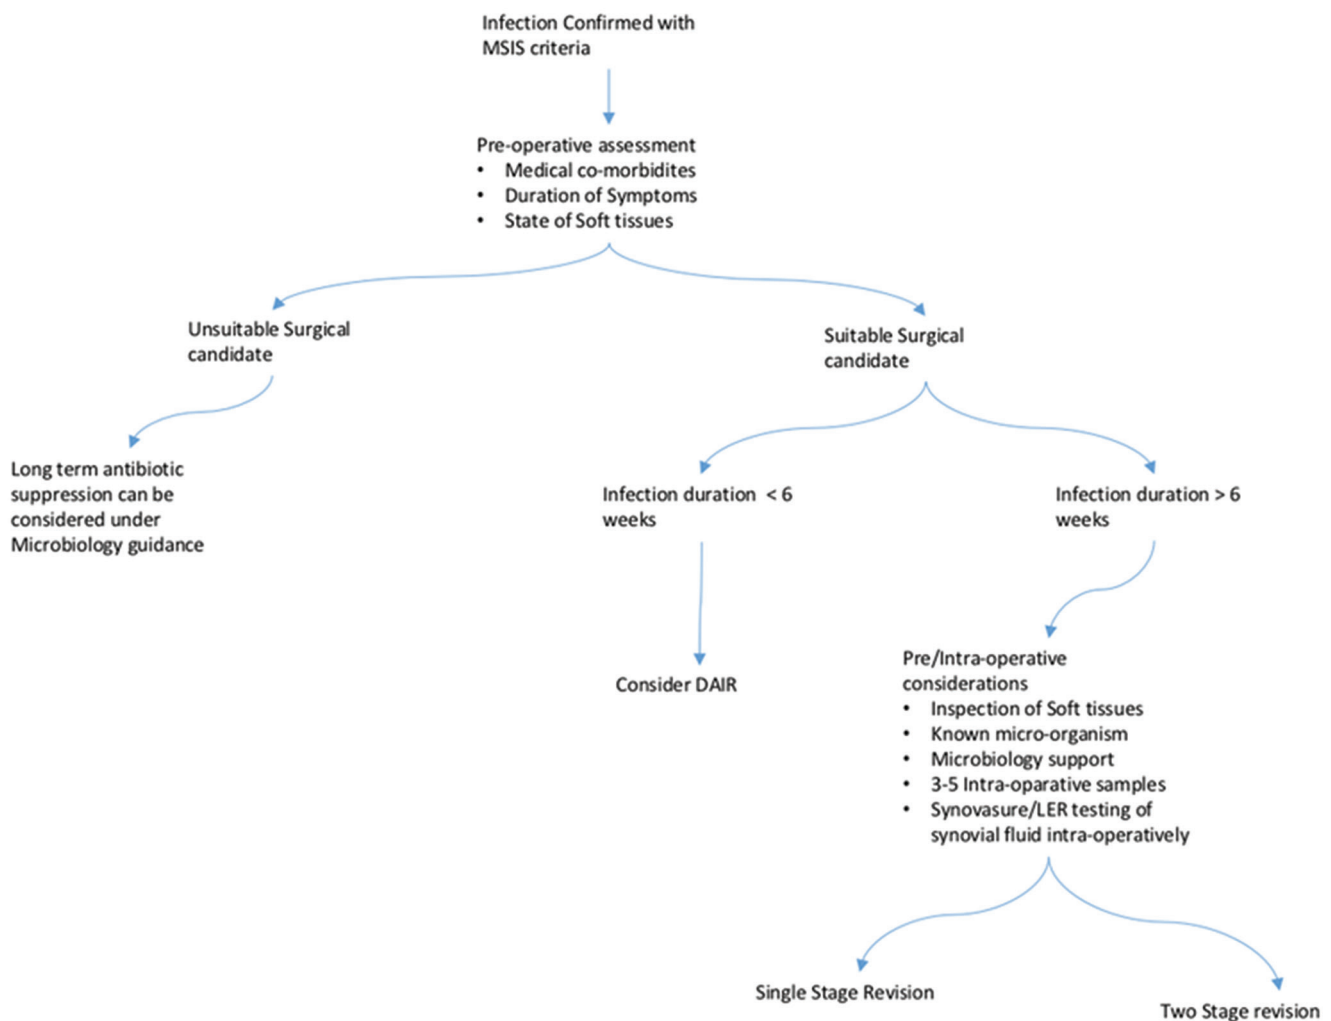 Infection Confirmed with
MSIS criteria
Pre-operative assessment
• Medical co-morbidites
• Duration of Symptoms
• State of Soft tissues
Unsuitable Surgical
candidate
Suitable Surgical
candidate
Long term antibiotic
suppression can be
considered under
Microbiology guidance
Infection duration < 6
weeks
Infection duration > 6
weeks
Consider DAIR
Pre/Intra-operative
considerations
• Inspection of Soft tissues
• Known micro-organism
• Microbiology support
• 3-5 Intra-oparative samples
• Synovasure/LER testing of
synovial fluid intra-operatively
Single Stage Revision
Two Stage revision